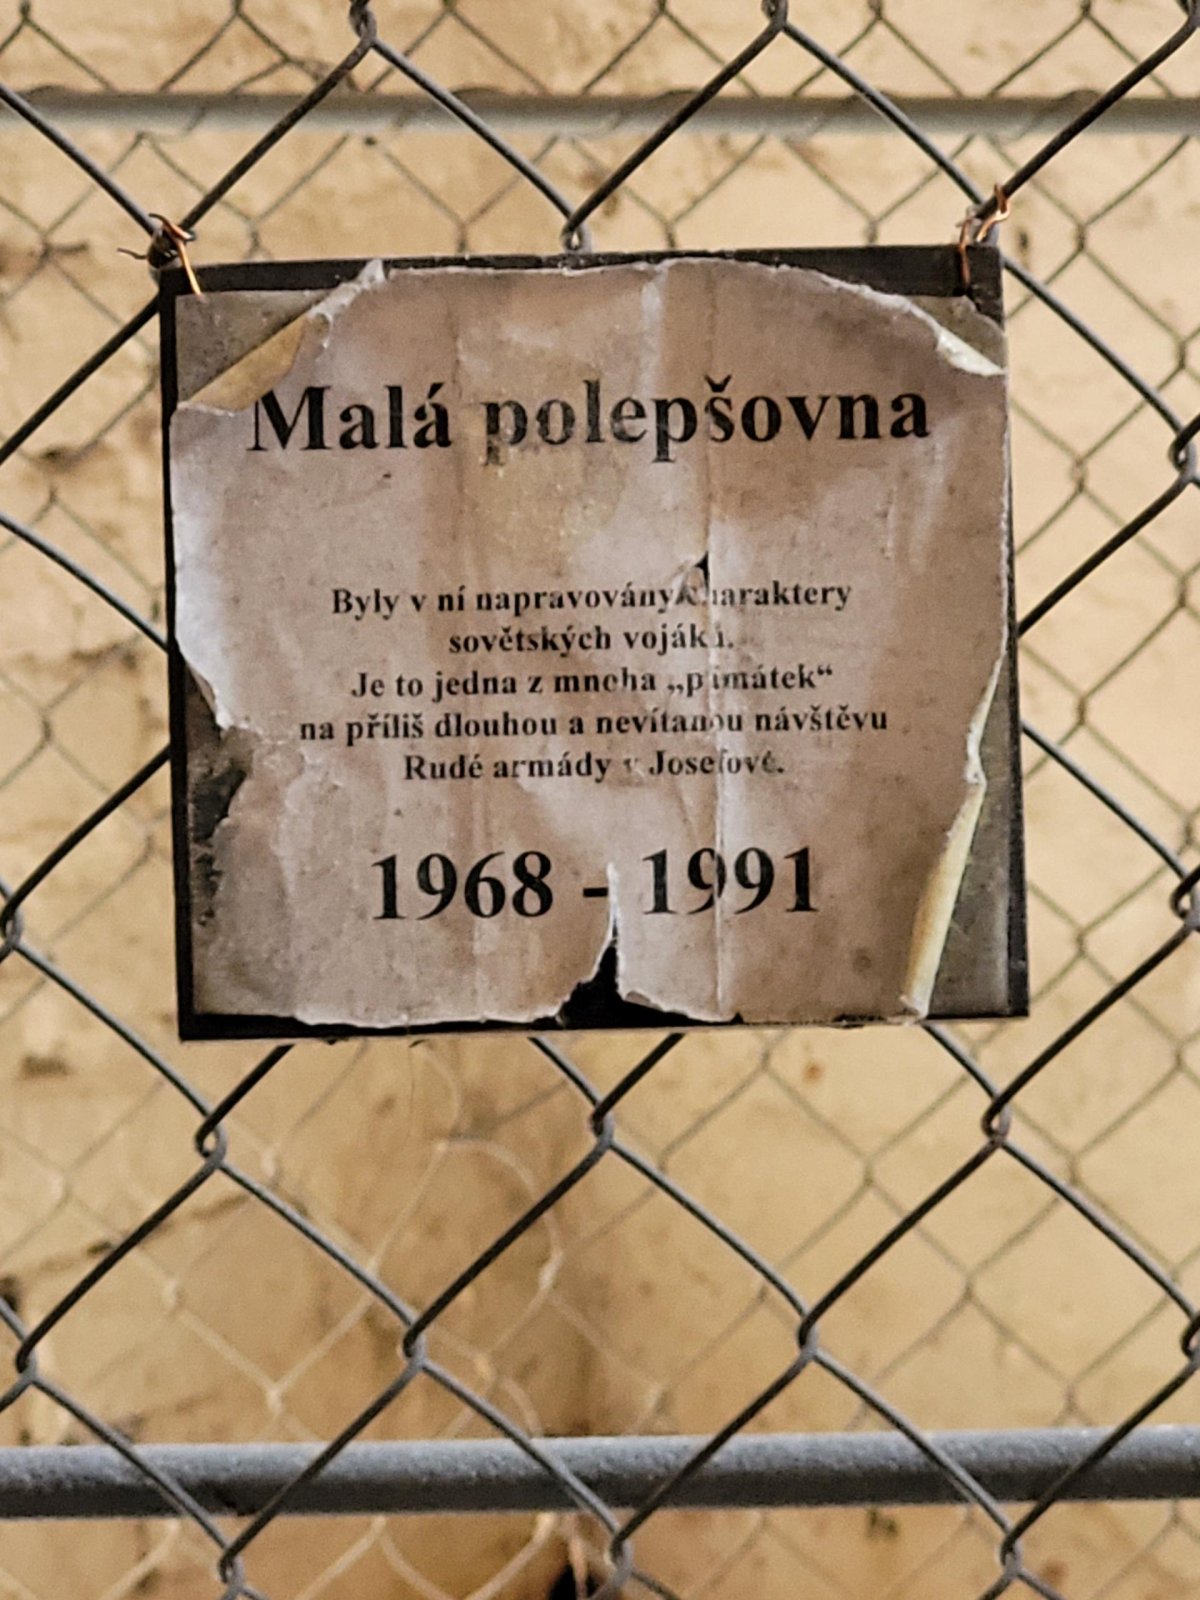 Malá polepšovna
Byly v ní napravovány charaktery
sovětských vojáků.
Je to jedna z mnoha „památek“
na příliš dlouhou a nevítanou návštěvu
Rudé armády v Josefově.
1968 - 1991